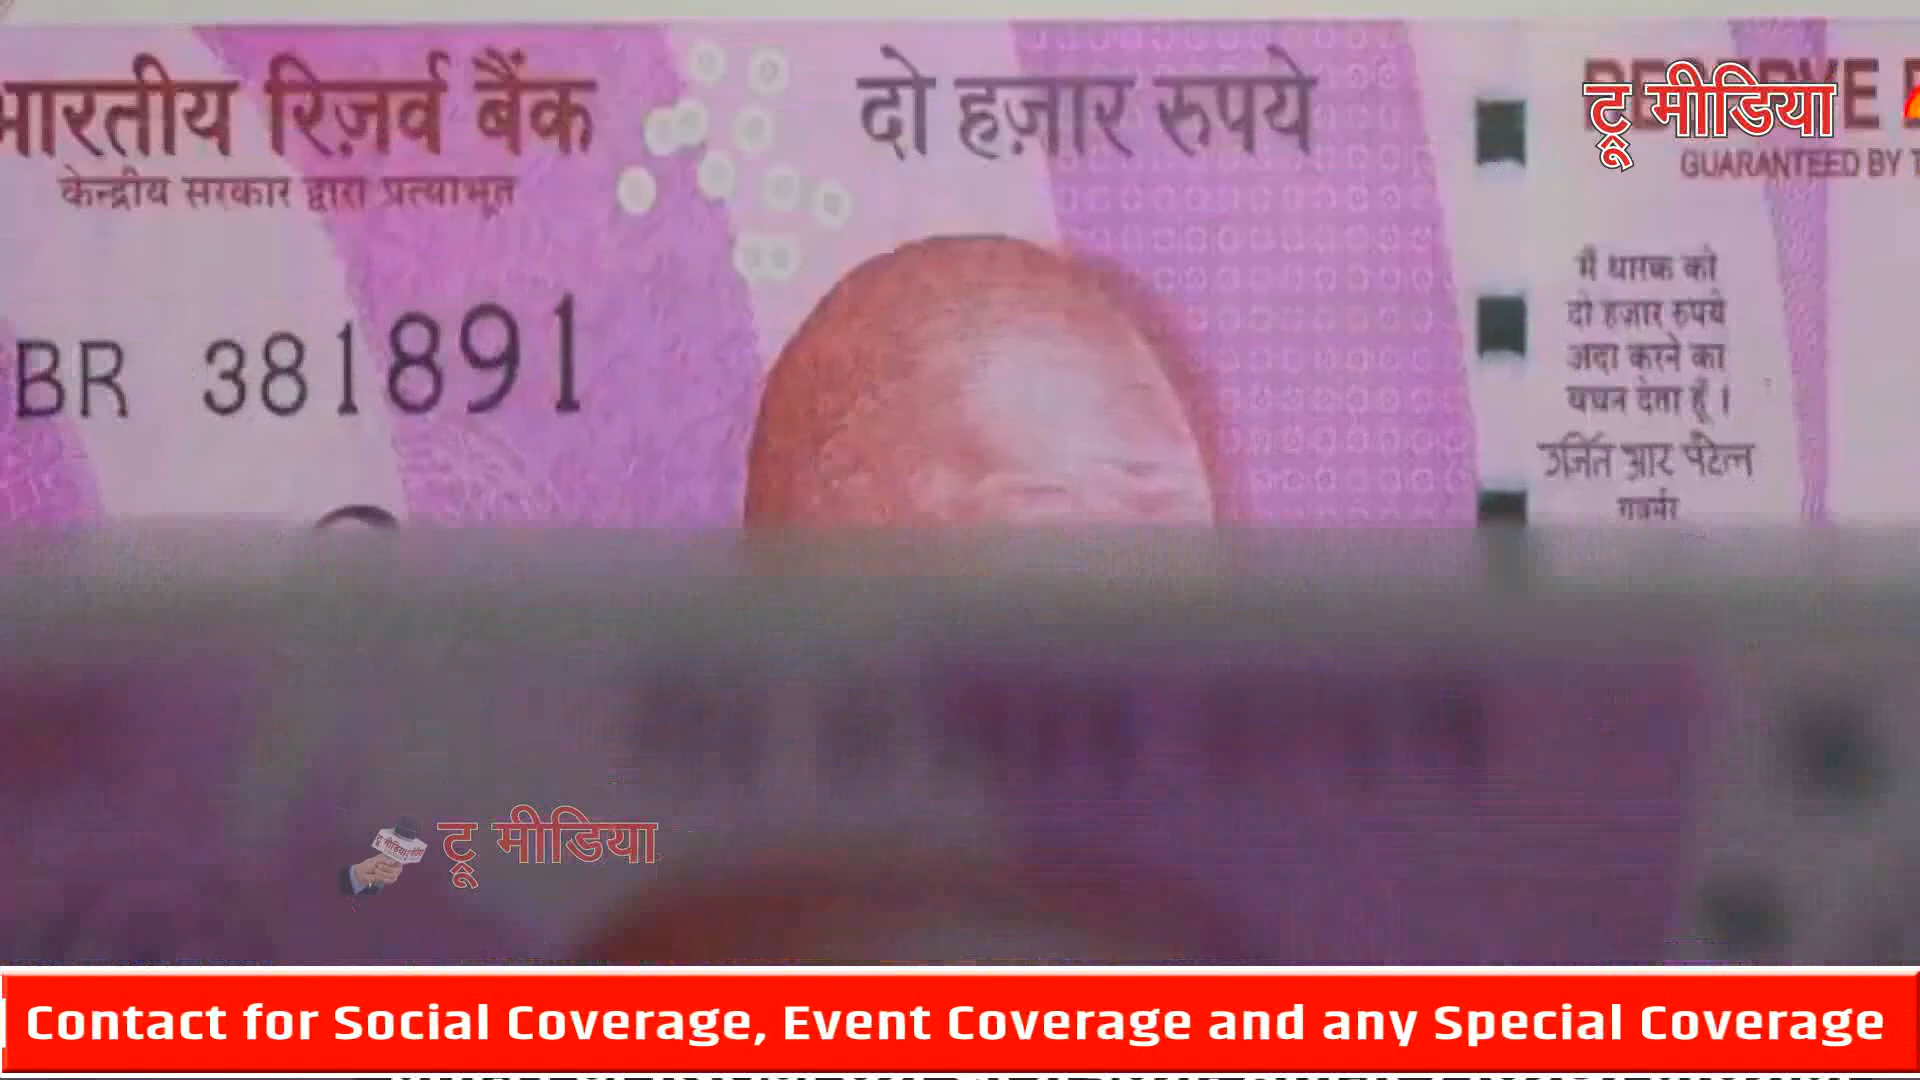 भारतीय रिज़र्व बैंक
केन्द्रीय सरकार द्वारा प्रत्याभूत
दो हज़ार रुपये
BR 381891
ट्रू मीडिया
GUARANTEED BY
मैं धारक को
दो हज़ार रुपये
अदा करने का
वचन देता हूँ ।
उर्जित आर पटेल
गवर्नर
ट्रू मीडिया
Contact for Social Coverage, Event Coverage and any Special Coverage